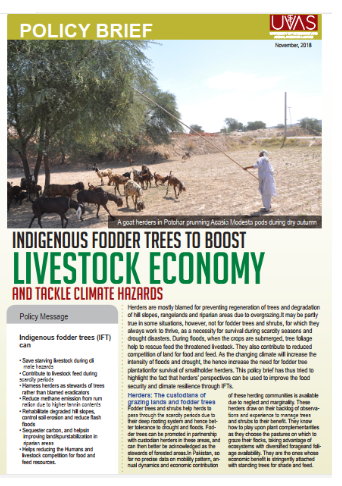 POLICY BRIEF
UVAS
November, 2018
A goat herders in Potohar prunning Acasia Modesta pods during dry autumn
INDIGENOUS FODDER TREES TO BOOST
LIVESTOCK ECONOMY
AND TACKLE CLIMATE HAZARDS
Policy Message
Indigenous fodder trees (IFT)
can
• Save starving livestock during cli
mate hazards
• Contribute to livestock feed during
scarcity periods
• Harness herders as stewards of trees
rather than blamed eradicators
• Reduce methane emission from rum
ination due to higher tannin contents
• Rehabilitate degraded hill slopes,
control soil erosion and reduce flash
floods
• Sequester carbon, and helpsin
improving landspurstabilization in
riparian areas
• Helps reducing the Humans and
livestock competition for food and
feed resources.
Herders are mostly blamed for preventing regeneration of trees and degradation
of hill slopes, rangelands and riparian areas due to overgrazing.It may be partly
true in some situations, however, not for fodder trees and shrubs, for which they
always work to thrive, as a necessity for survival during scarcity seasons and
drought disasters. During floods, when the crops are submerged, tree foliage
help to rescue feed the threatened livestock. They also contribute to reduced
competition of land for food and feed. As the changing climate will increase the
intensity of floods and drought, the hence increase the need for fodder tree
plantationfor survival of smallholder herders. This policy brief has thus tried to
highlight the fact that herders' perspectives can be used to improve the food
security and climate resilience through IFTs.
Herders: The custodians of
grazing lands and fodder trees
Fodder trees and shrubs help herds to
pass through the scarcity periods due to
their deep rooting system and hence bet-
ter tolerance to drought and floods. Fod-
der trees can be promoted in partnership
with custodian herders in these areas, and
can then better be acknowledged as the
stewards of forested areas.In Pakistan, so
far no precise data on mobility pattern, an-
nual dynamics and economic contribution
of these herding communities is available
due to neglect and marginality. These
herders draw on their backlog of observa-
tions and experience to manage trees
and shrubs to their benefit. They know
how to play upon plant complementarities
as they choose the pastures on which to
graze their flocks, taking advantage of
ecosystems with diversified forageand foli-
age availability. They are the ones whose
economic benefit is stringently attached
with standing trees for shade and feed.